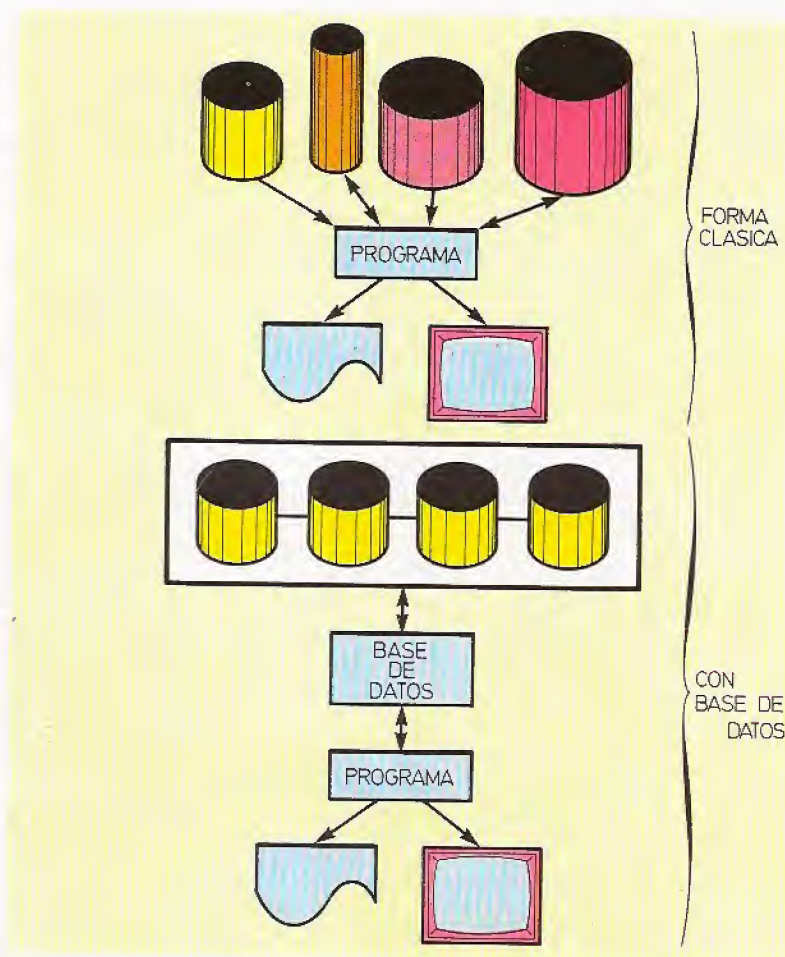 PROGRAMA
FORMA
CLASICA
BASE
DE
DATOS
PROGRAMA
CON
BASE DE
DATOS